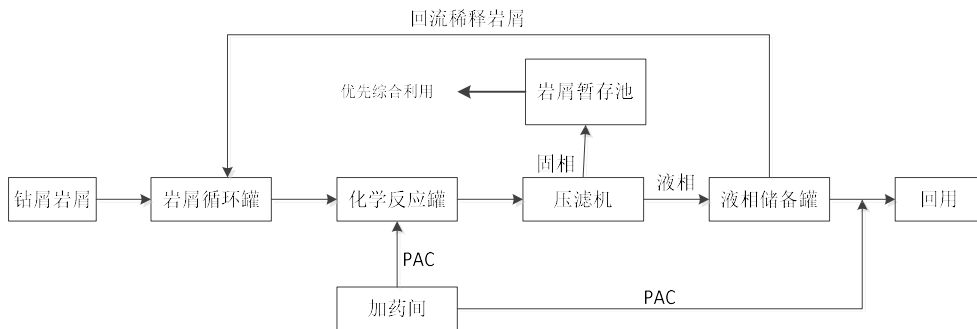 回流稀释岩屑
优先综合利用
岩屑暂存池
固相
液相
钻屑岩屑
岩屑循环罐
化学反应罐
压滤机
液相储备罐
回用
PAC
PAC
加药间